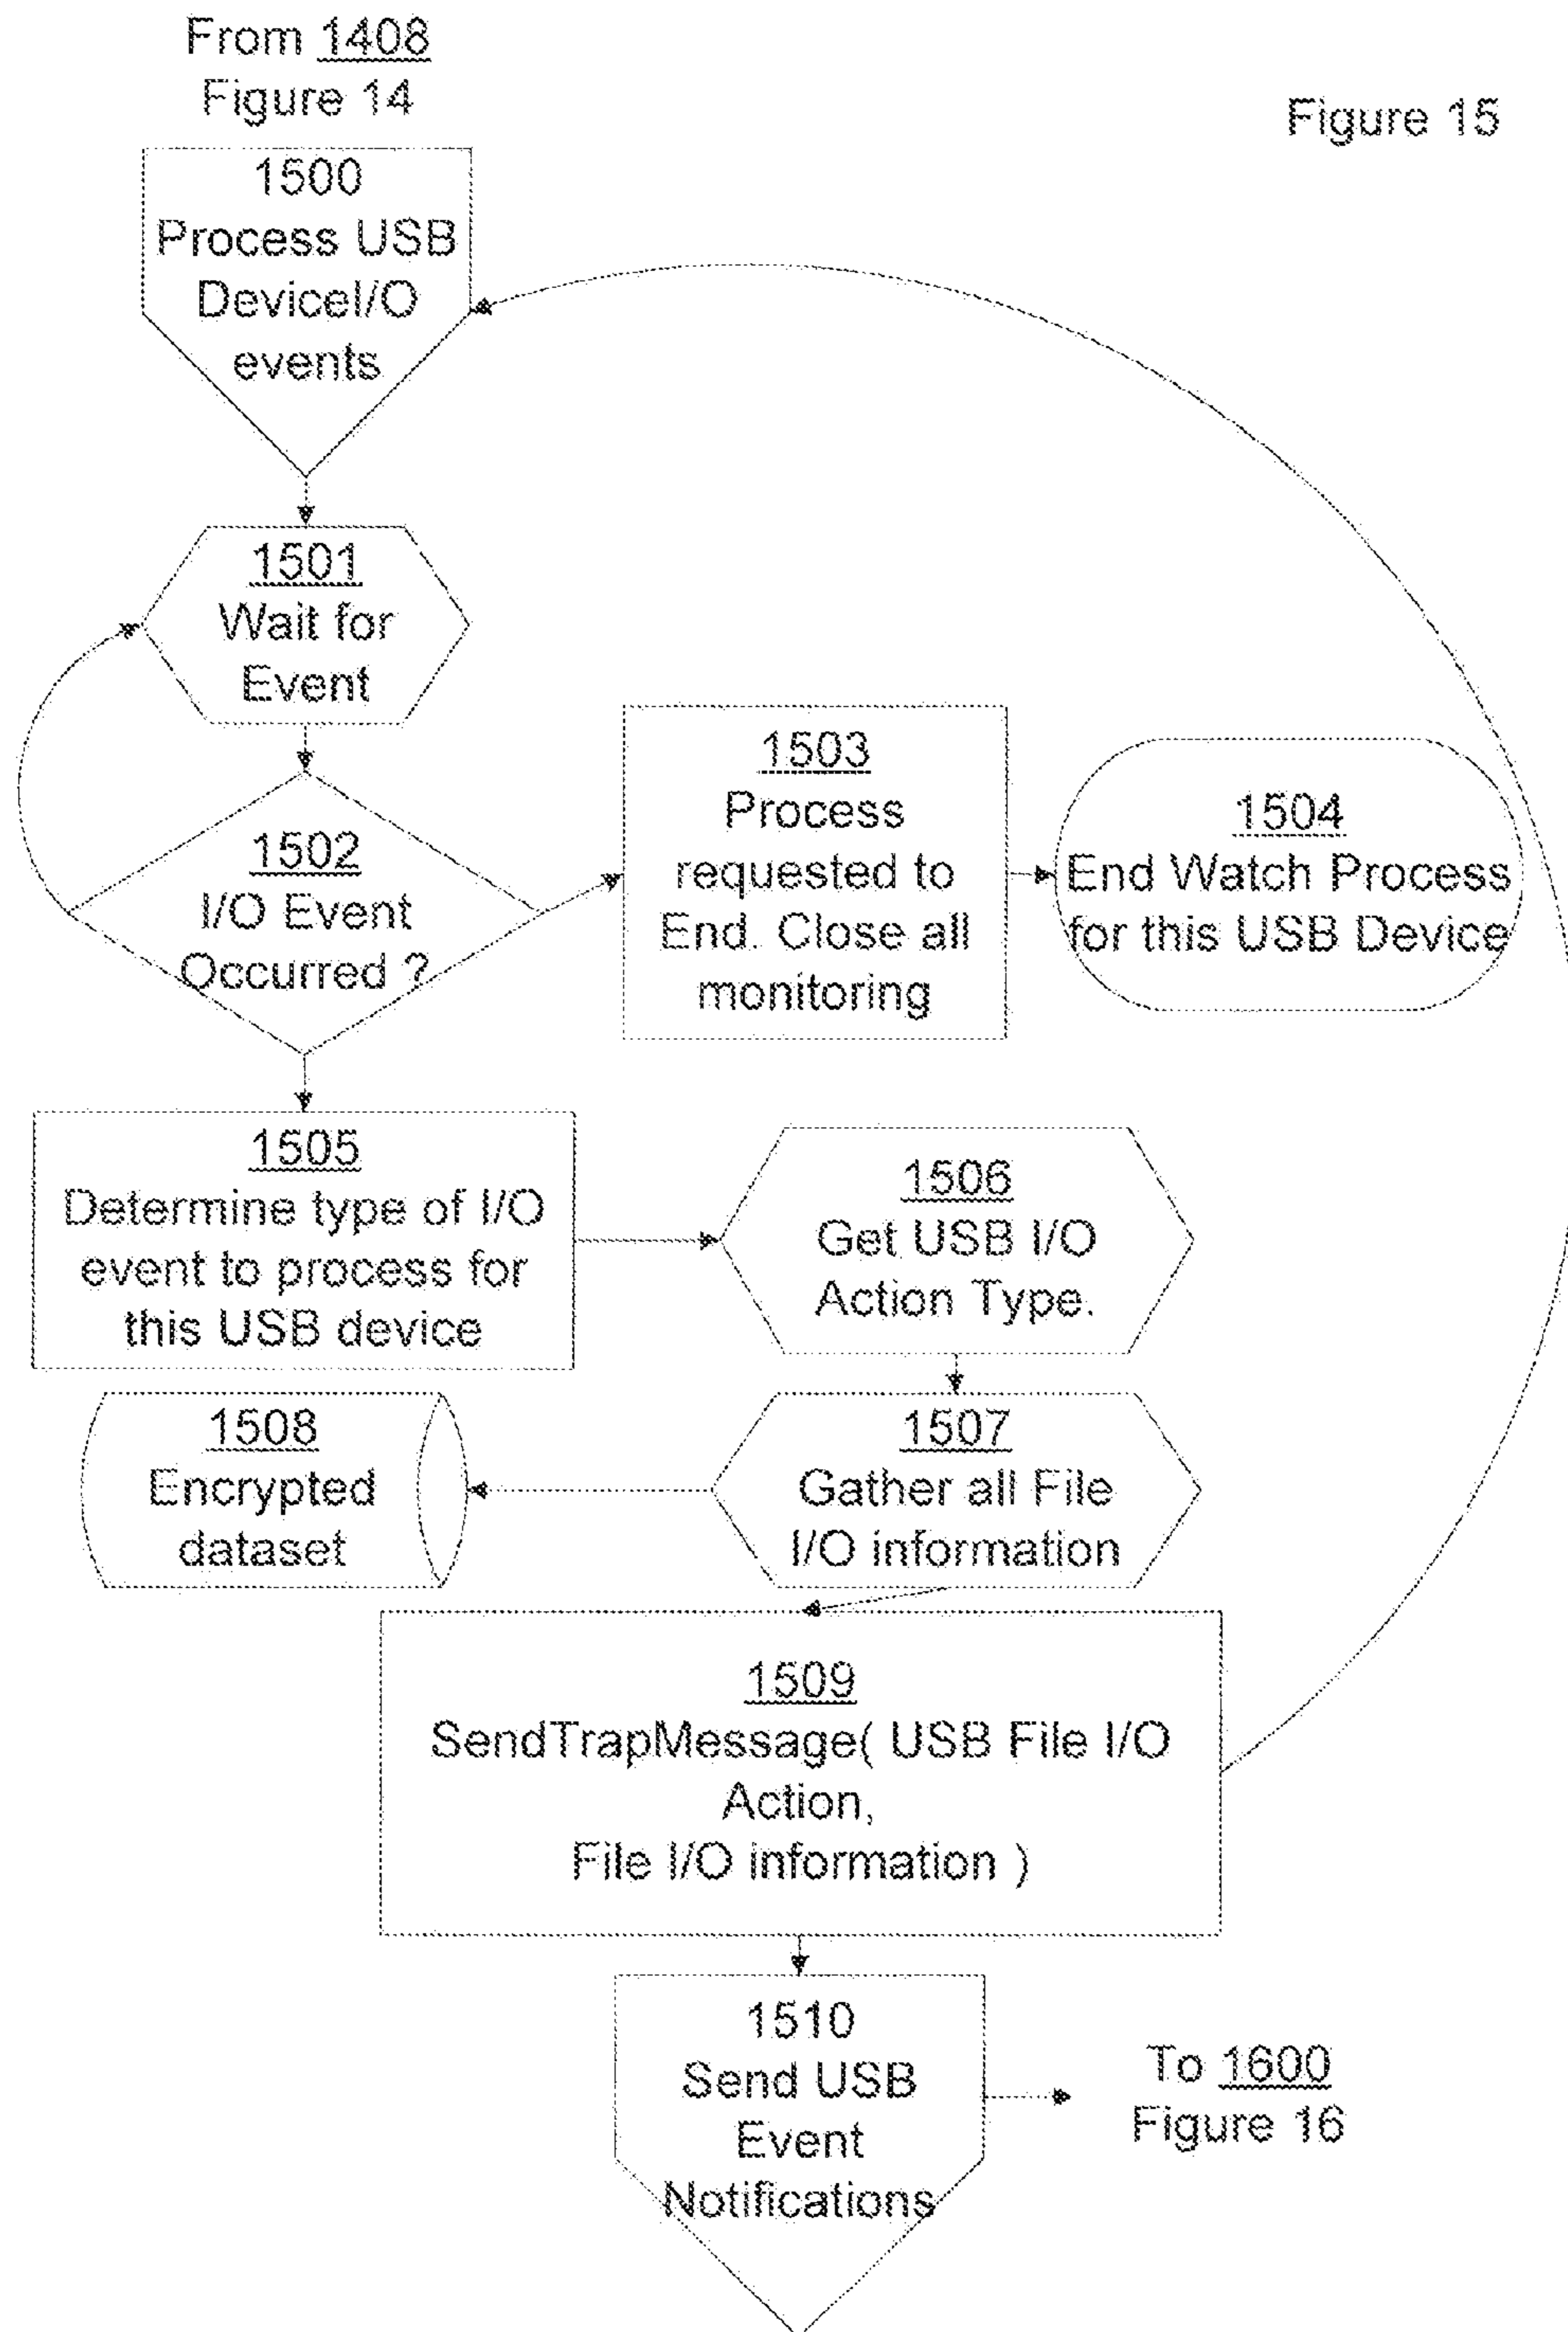 From 1408
Figure 14
Figure 15
1500
Process USB
DeviceI/O
events
1501
Wait for
Event
1502
I/O Event
Occurred ?
1503
Process
requested to
End. Close all
monitoring
1504
End Watch Process
for this USB Device
1505
Determine type of I/O
event to process for
this USB device
1506
Get USB I/O
Action Type.
1508
Encrypted
dataset
1507
Gather all File
I/O information
1509
SendTrapMessage( USB File I/O
Action,
File I/O information )
1510
Send USB
Event
Notifications
To 1600
Figure 16